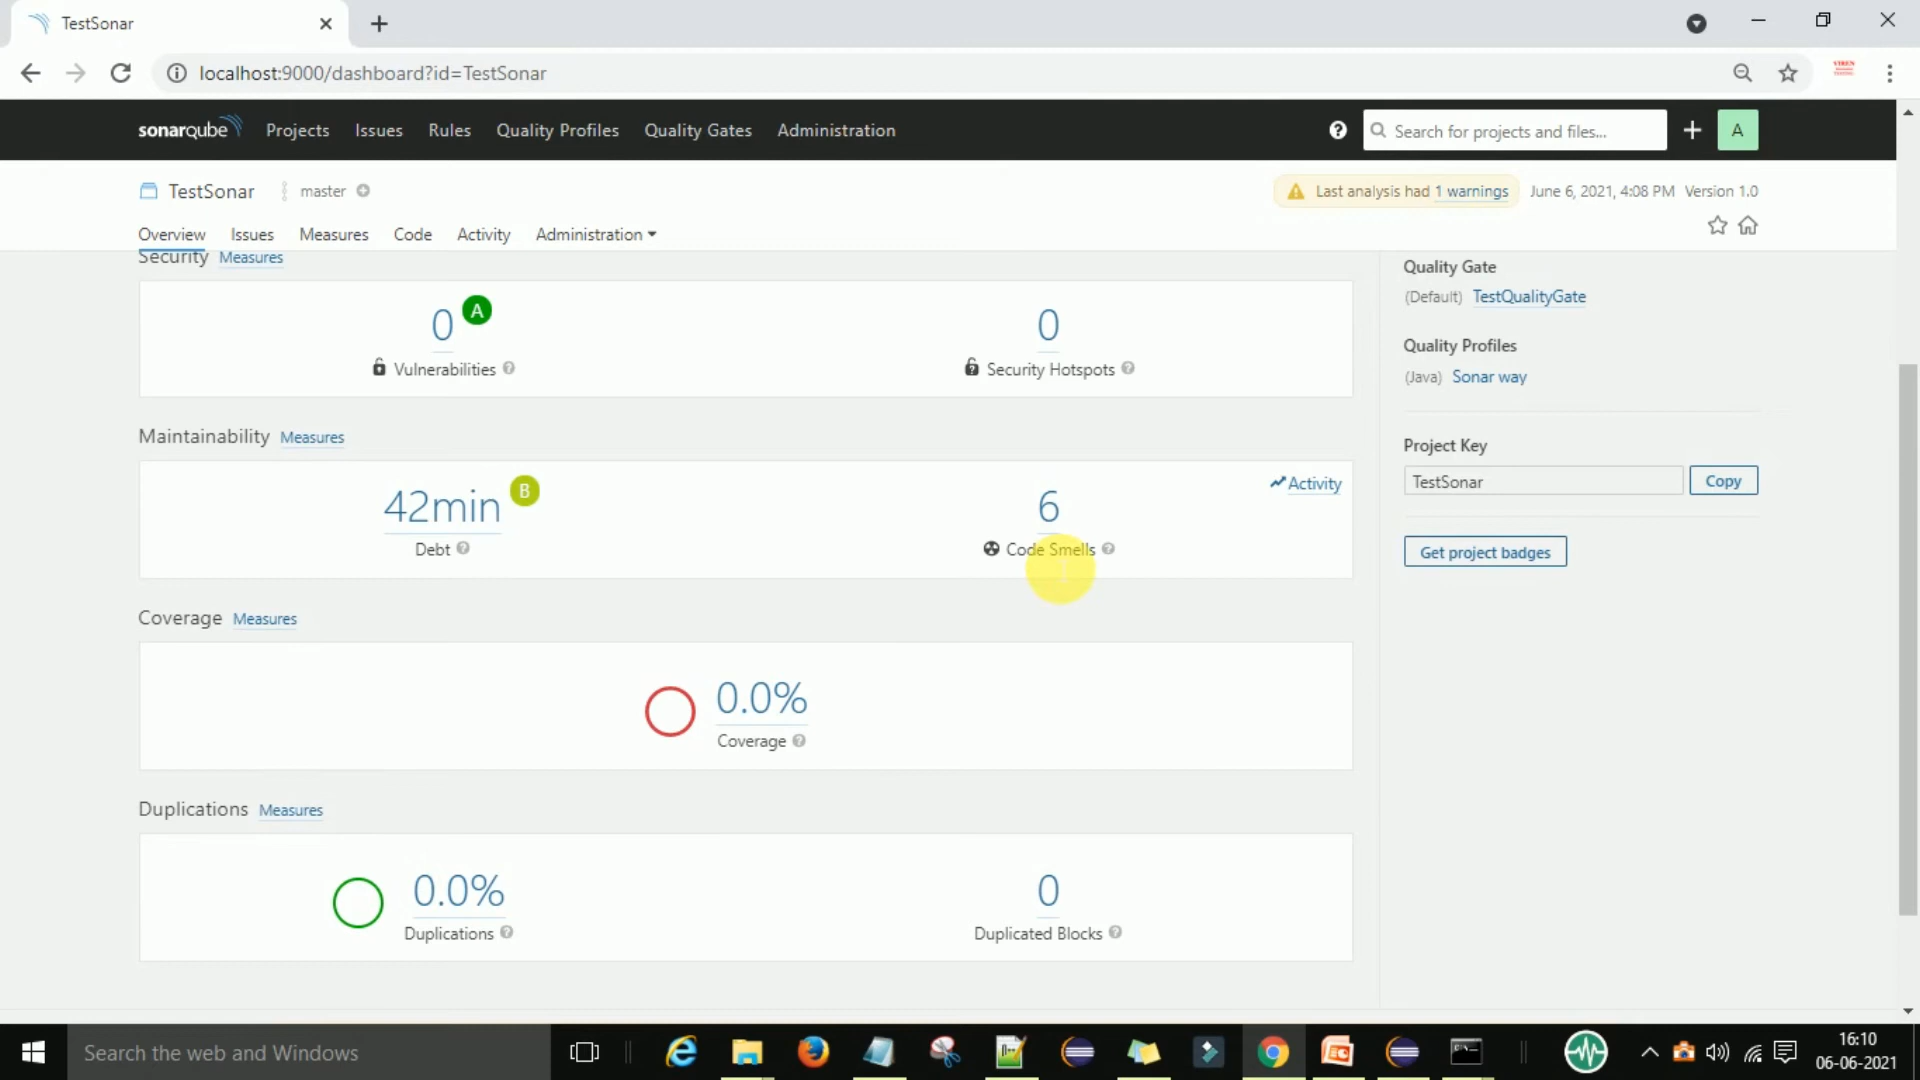 TestSonar
localhost:9000/dashboard?id=TestSonar
sonarqube Projects Issues Rules Quality Profiles Quality Gates Administration Search for projects and files... A
TestSonar master Last analysis had 1 warnings June 6, 2021, 4:08 PM Version 1.0
Overview Issues Measures Code Activity Administration
Security Measures
0 A
Vulnerabilities
0
Security Hotspots
Maintainability Measures
42min B
Debt
6
Code Smells
Activity
Coverage Measures
0.0%
Coverage
Duplications Measures
0.0%
Duplications
0
Duplicated Blocks
Quality Gate
(Default) TestQualityGate
Quality Profiles
(Java) Sonar way
Project Key
TestSonar Copy
Get project badges
Search the web and Windows
16:10
06-06-2021